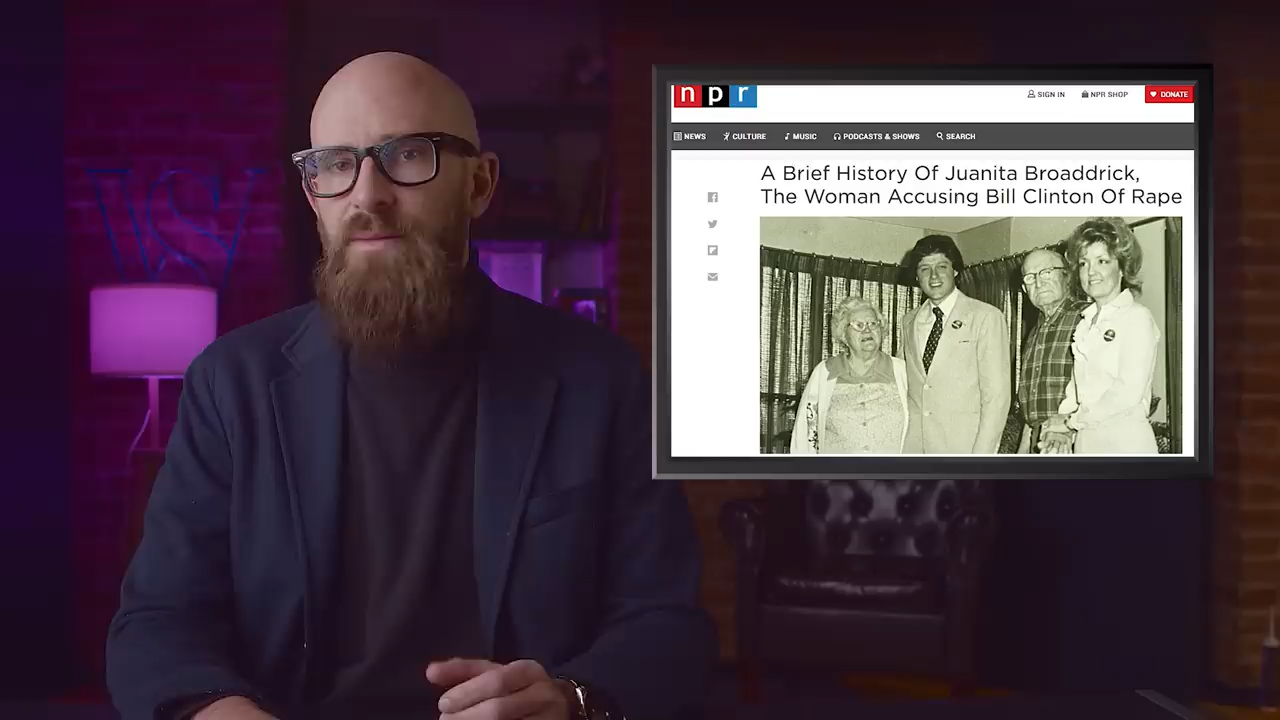 npr
SIGN IN
NPR SHOP
DONATE
NEWS
CULTURE
MUSIC
PODCASTS & SHOWS
SEARCH
A Brief History Of Juanita Broaddrick,
The Woman Accusing Bill Clinton Of Rape